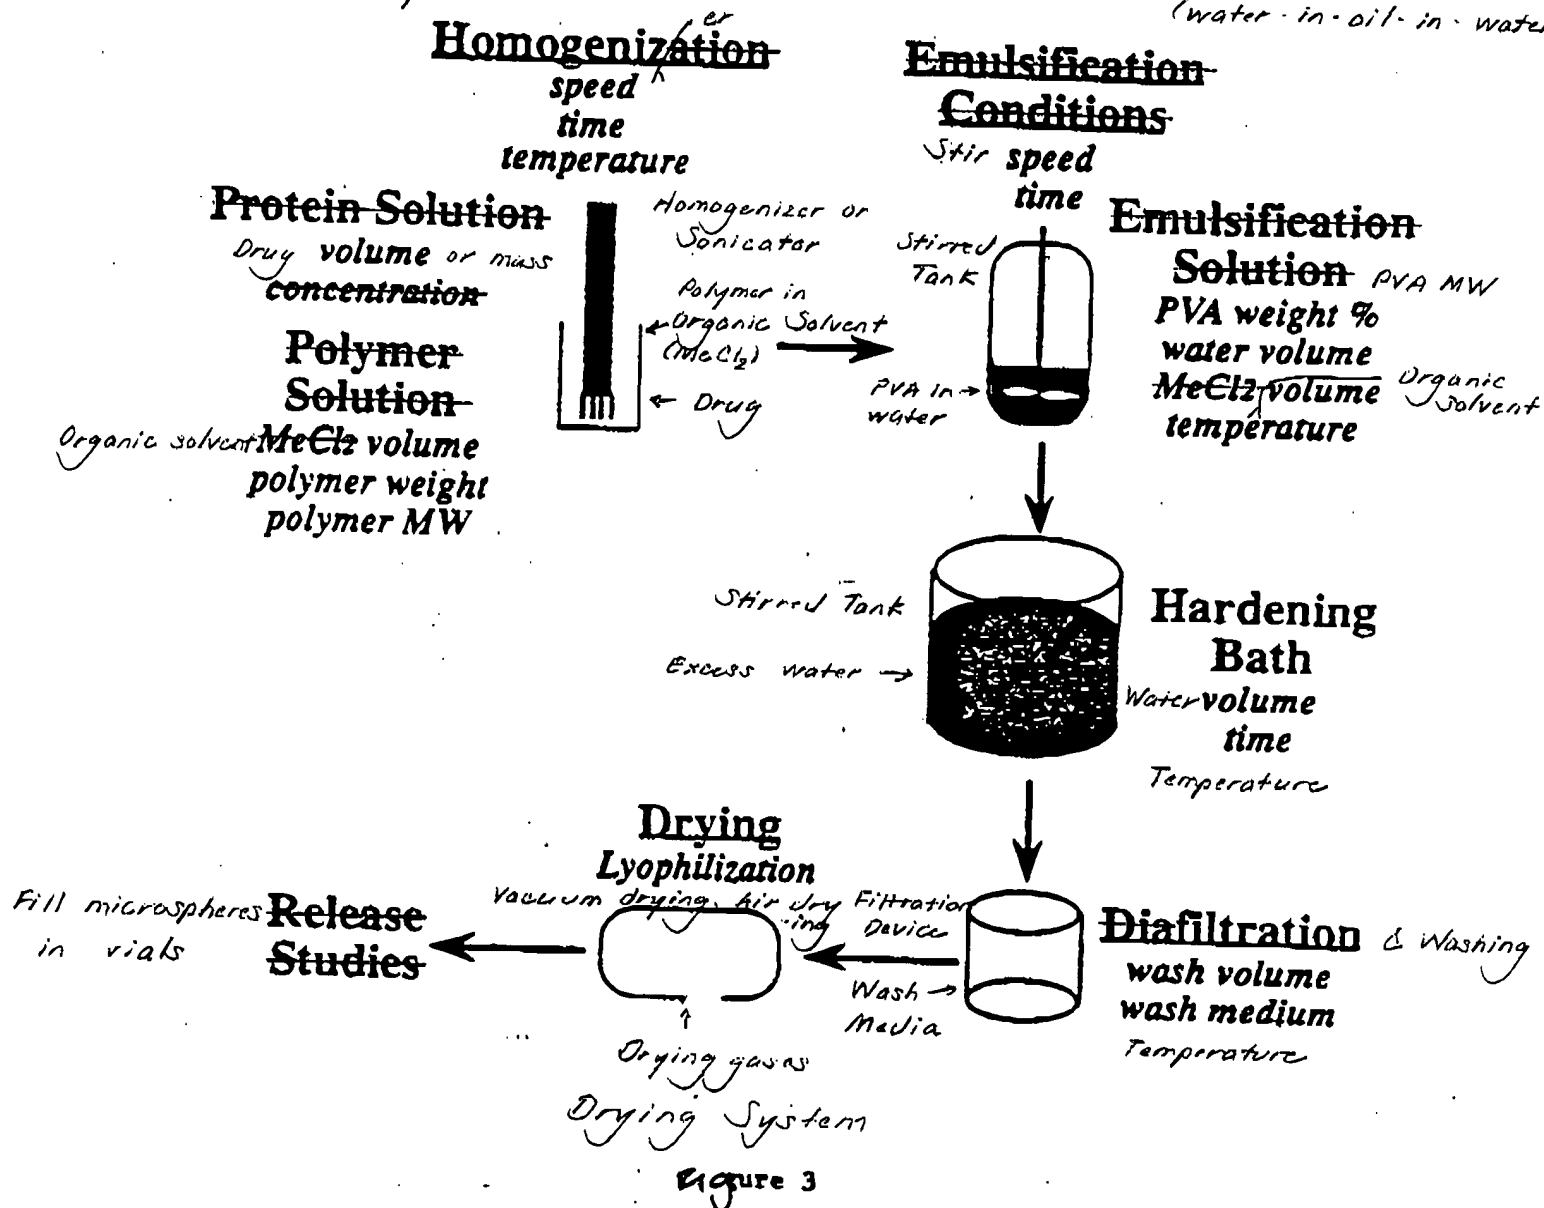 (water-in-oil-in-water
er
Homogenization
speed
time
temperature
Emulsification
Conditions
Stir speed
time
Protein Solution
Drug volume or mass
concentration
Homogenizer or
Sonicator
Polymer in
Organic Solvent
(MeCl2)
Drug
Polymer
Solution
Organic solvent MeCl2 volume
polymer weight
polymer MW
Stirred
Tank
PVA in
water
Emulsification
Solution PVA MW
PVA weight %
water volume
MeCl2 volume Organic
solvent
temperature
Stirred Tank
Excess water
Hardening
Bath
Water volume
time
Temperature
Drying
Lyophilization
Vacuum drying, Air dry
-ing
Filtration
Device
Wash
Media
Diafiltration & Washing
wash volume
wash medium
Temperature
Fill microspheres
in vials
Release
Studies
Drying gases
Drying System
Figure 3